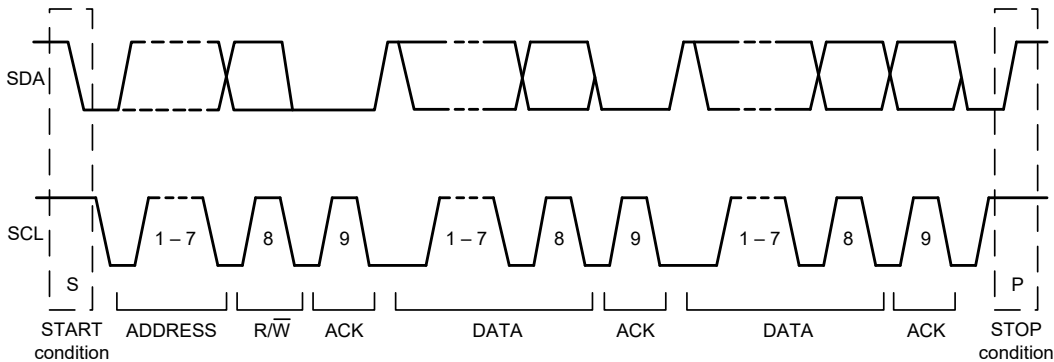 SDA
SCL
1 – 7
8
9
1 – 7
8
9
1 – 7
8
9
S
P
START
condition
ADDRESS
R/W̅
ACK
DATA
ACK
DATA
ACK
STOP
condition